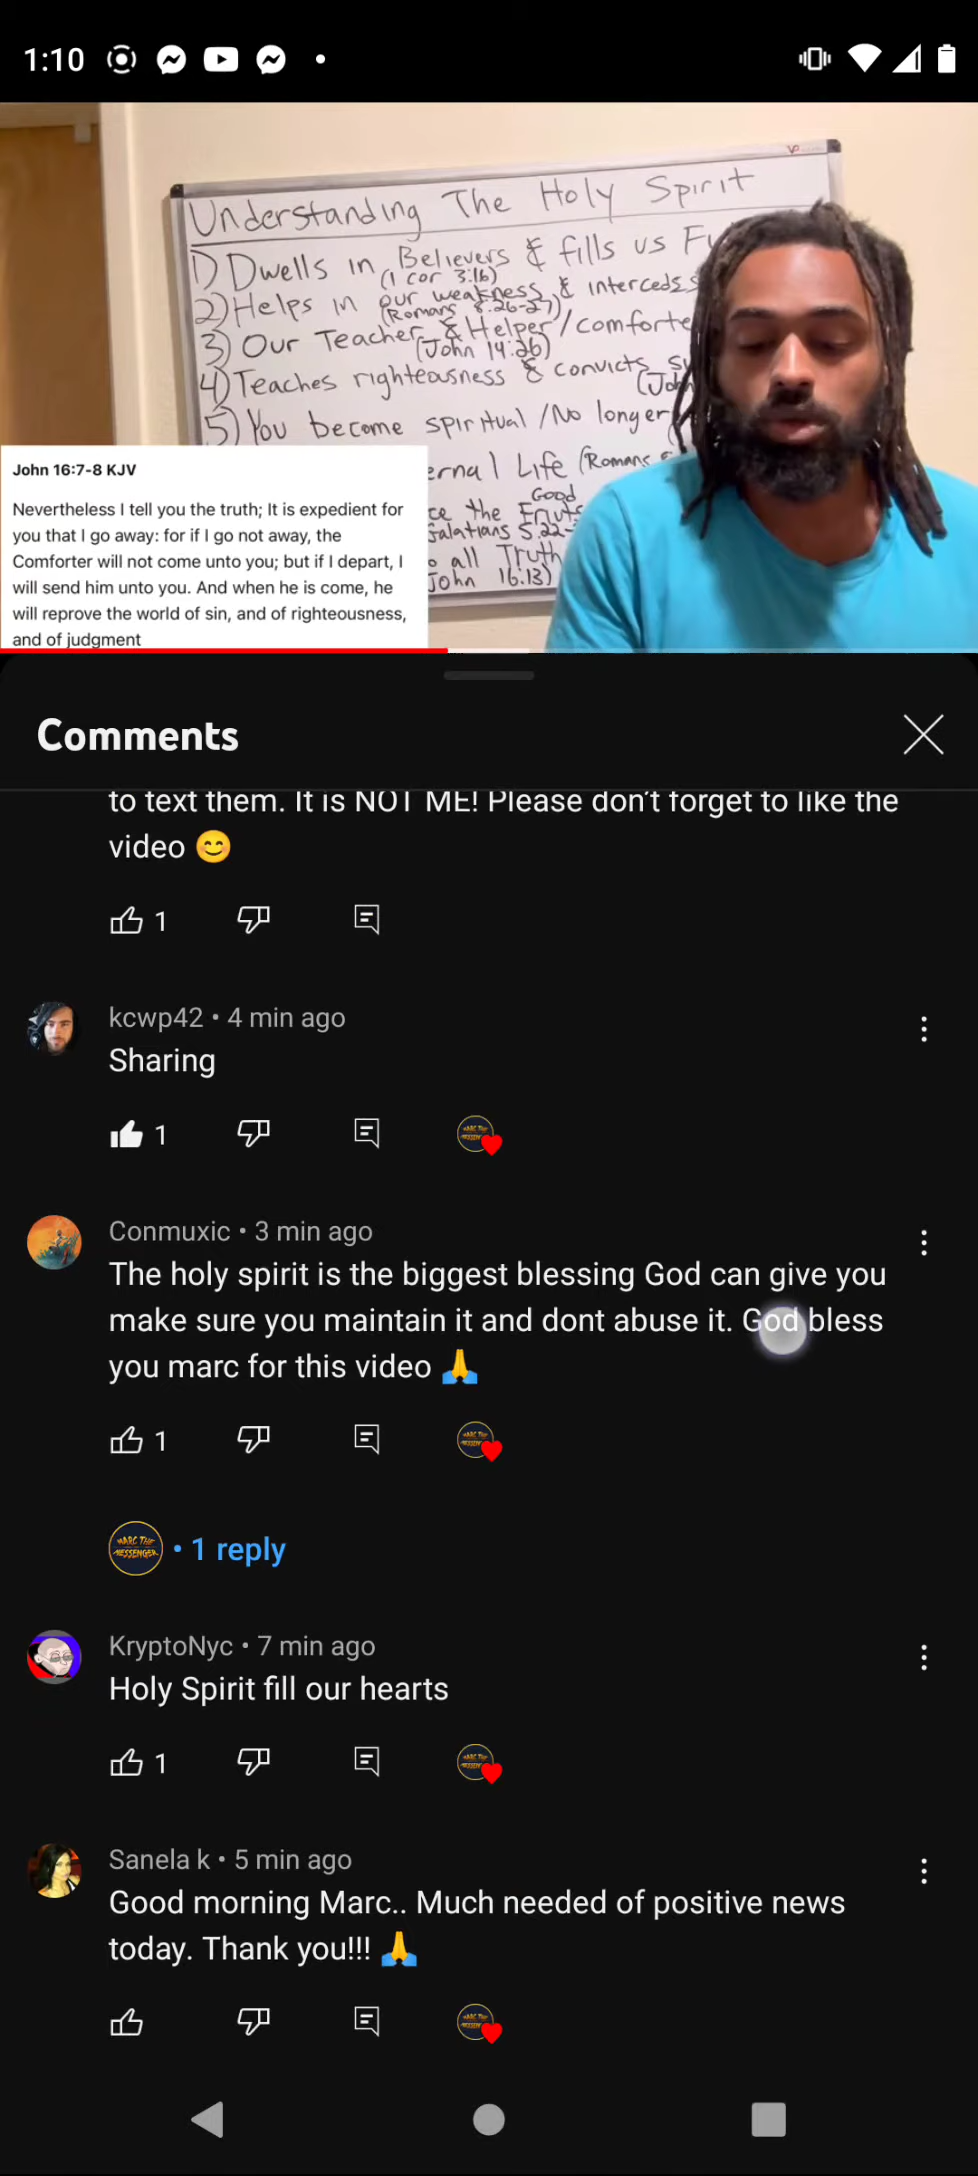 1:10
Understanding The Holy Spirit
1) Dwells in Believers & fills us
(1 cor 3:16)
2) Helps in our weakness & intercedes
(Romans 8:26-27)
3) Our Teacher & Helper/comforte
(John 14:26)
4) Teaches righteousness & convicts
5) You become spiritual/No longer
ernal Life (Romans
Good
ce the Fruits
alatians 5:22-
all Truth
John 16:13)
John 16:7-8 KJV
Nevertheless I tell you the truth; It is expedient for
you that I go away: for if I go not away, the
Comforter will not come unto you; but if I depart, I
will send him unto you. And when he is come, he
will reprove the world of sin, and of righteousness,
and of judgment
Comments
to text them. It is NOT ME! Please don't forget to like the
video 😊
1
kcwp42 • 4 min ago
Sharing
1
Conmuxic • 3 min ago
The holy spirit is the biggest blessing God can give you
make sure you maintain it and dont abuse it. God bless
you marc for this video 🙏
1
MARC THE
MESSENGER
• 1 reply
KryptoNyc • 7 min ago
Holy Spirit fill our hearts
1
Sanela k • 5 min ago
Good morning Marc.. Much needed of positive news
today. Thank you!!! 🙏